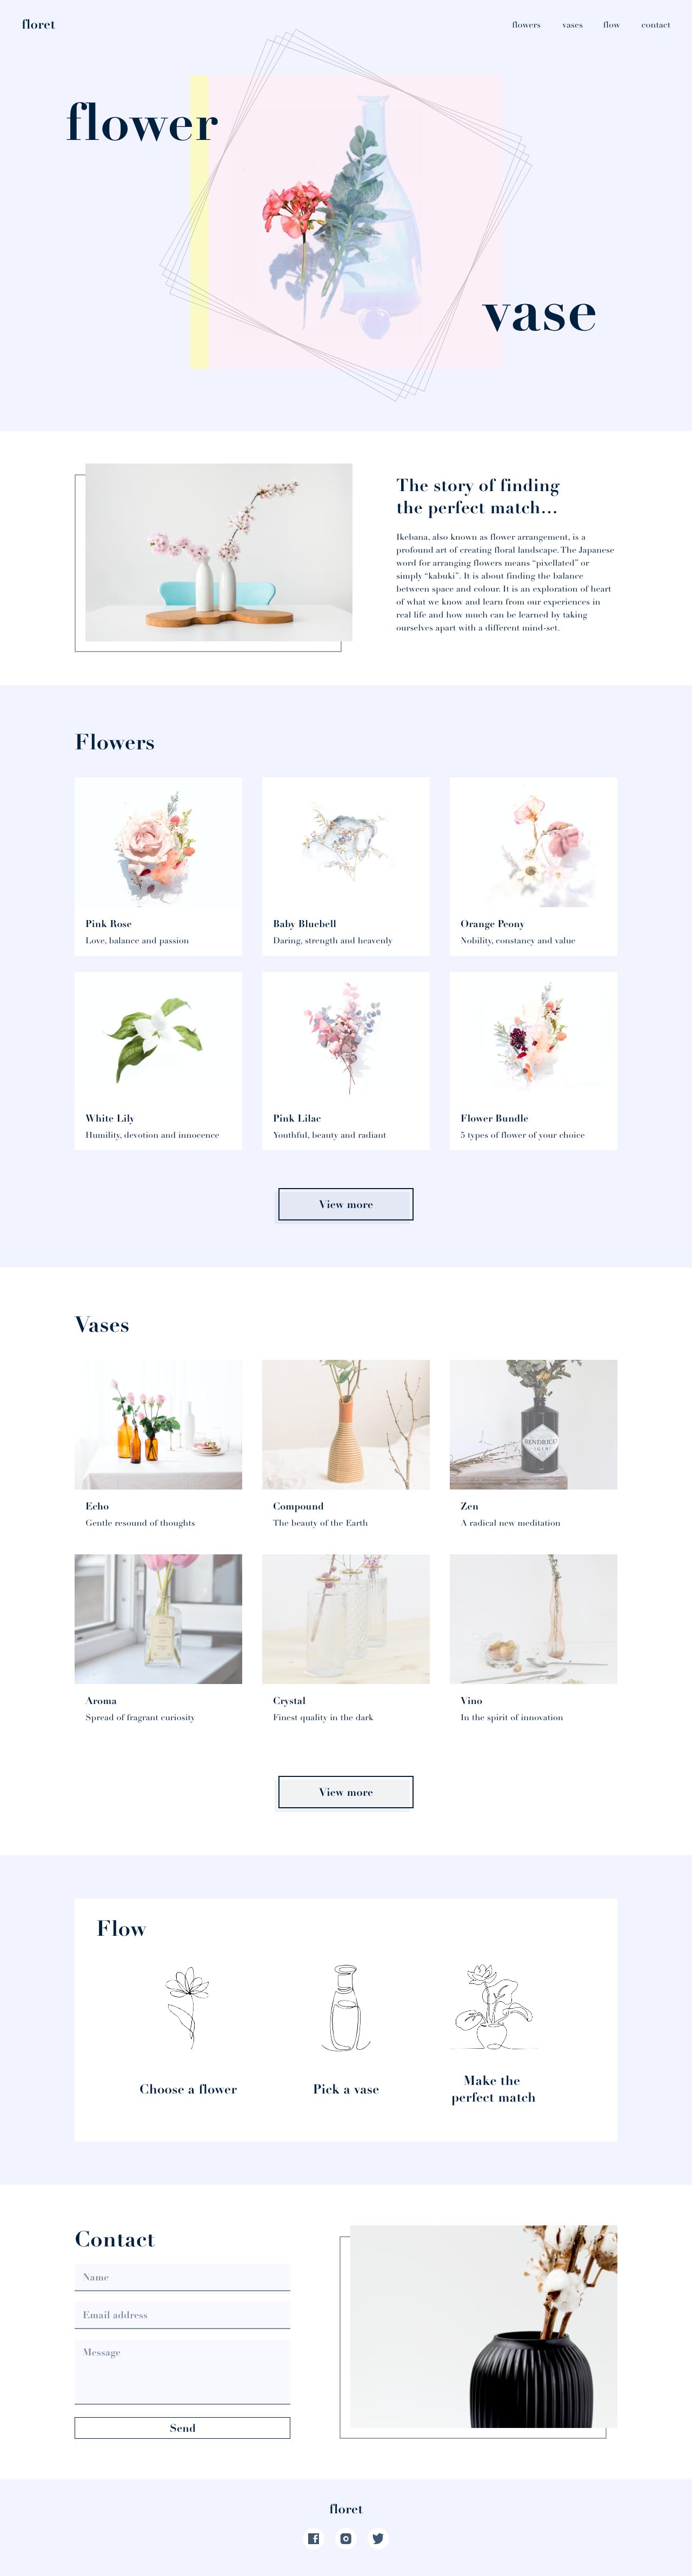 floret
flowers vases flow contact
flower
vase
The story of finding
the perfect match...
Ikebana, also known as flower arrangement, is a
profound art of creating floral landscape. The Japanese
word for arranging flowers means “pixellated” or
simply “kabuki”. It is about finding the balance
between space and colour. It is an exploration of heart
of what we know and learn from our experiences in
real life and how much can be learned by taking
ourselves apart with a different mind-set.
Flowers
Pink Rose
Love, balance and passion
Baby Bluebell
Daring, strength and heavenly
Orange Peony
Nobility, constancy and value
White Lily
Humility, devotion and innocence
Pink Lilac
Youthful, beauty and radiant
Flower Bundle
5 types of flower of your choice
View more
Vases
HENDRICK'S
GIN
Echo
Gentle resound of thoughts
Compound
The beauty of the Earth
Zen
A radical new meditation
Aroma
Spread of fragrant curiosity
Crystal
Finest quality in the dark
Vino
In the spirit of innovation
View more
Flow
Choose a flower
Pick a vase
Make the
perfect match
Contact
Name
Email address
Message
Send
floret